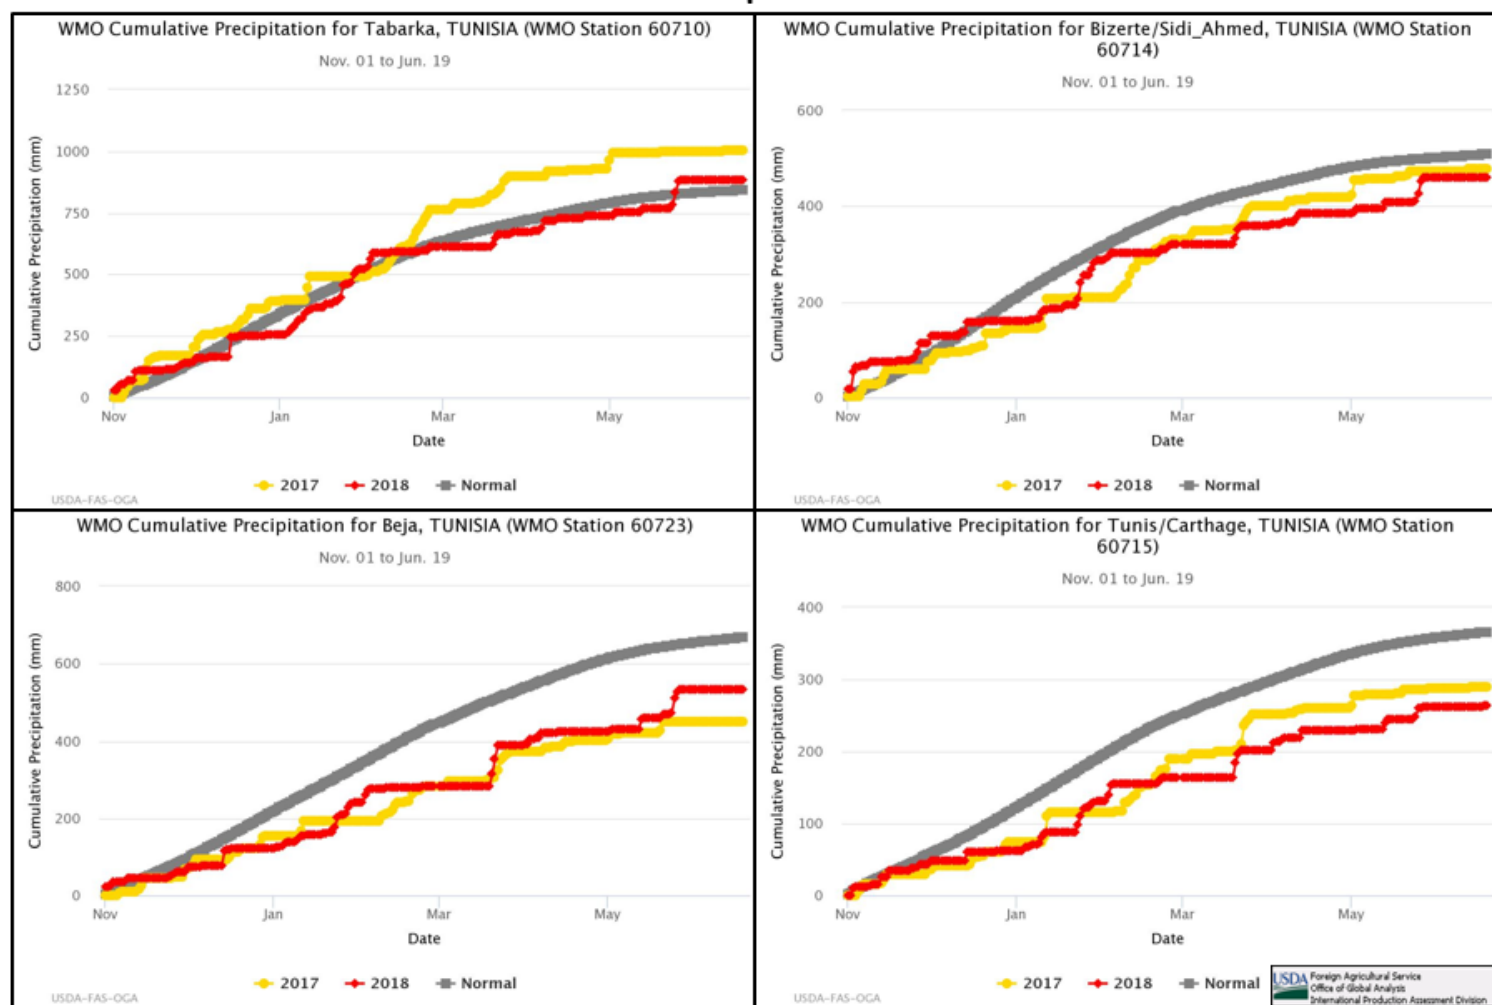 WMO Cumulative Precipitation for Tabarka, TUNISIA (WMO Station 60710)
Nov. 01 to Jun. 19
1250
1000
750
500
250
0
Cumulative Precipitation (mm)
Nov
Jan
Mar
May
Date
2017
2018
Normal
USDA-FAS-OGA
WMO Cumulative Precipitation for Bizerte/Sidi_Ahmed, TUNISIA (WMO Station
60714)
Nov. 01 to Jun. 19
600
400
200
0
Cumulative Precipitation (mm)
Nov
Jan
Mar
May
Date
2017
2018
Normal
USDA-FAS-OGA
WMO Cumulative Precipitation for Beja, TUNISIA (WMO Station 60723)
Nov. 01 to Jun. 19
800
600
400
200
0
Cumulative Precipitation (mm)
Nov
Jan
Mar
May
Date
2017
2018
Normal
USDA-FAS-OGA
WMO Cumulative Precipitation for Tunis/Carthage, TUNISIA (WMO Station
60715)
Nov. 01 to Jun. 19
400
300
200
100
0
Cumulative Precipitation (mm)
Nov
Jan
Mar
May
Date
2017
2018
Normal
USDA-FAS-OGA
USDA
Foreign Agricultural Service
Office of Global Analysis
International Production Assessment Division